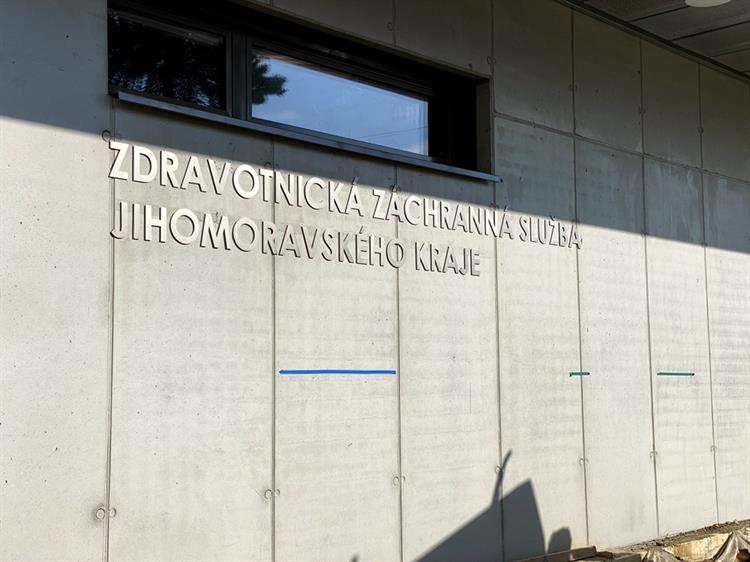 ZDRAVOTNICKÁ ZÁCHRANNÁ SLUŽBA
JIHOMORAVSKÉHO KRAJE